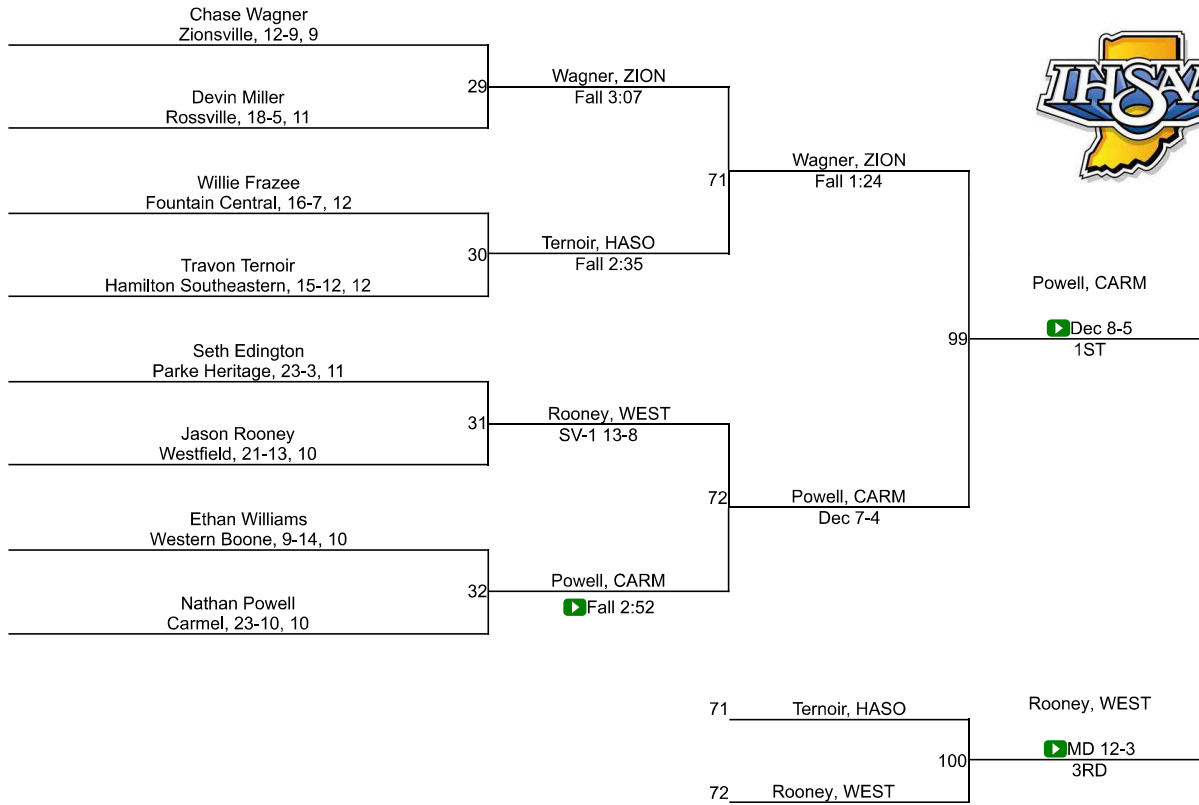 Chase Wagner
Zionsville, 12-9, 9
Devin Miller
Rossville, 18-5, 11
29
Wagner, ZION
Fall 3:07
Willie Frazee
Fountain Central, 16-7, 12
Travon Ternoir
Hamilton Southeastern, 15-12, 12
30
Ternoir, HASO
Fall 2:35
71
Wagner, ZION
Fall 1:24
Seth Edington
Parke Heritage, 23-3, 11
Jason Rooney
Westfield, 21-13, 10
31
Rooney, WEST
SV-1 13-8
Ethan Williams
Western Boone, 9-14, 10
Nathan Powell
Carmel, 23-10, 10
32
Powell, CARM
Fall 2:52
72
Powell, CARM
Dec 7-4
99
Powell, CARM
Dec 8-5
1ST
71
Ternoir, HASO
72
Rooney, WEST
100
Rooney, WEST
MD 12-3
3RD
IHSAA